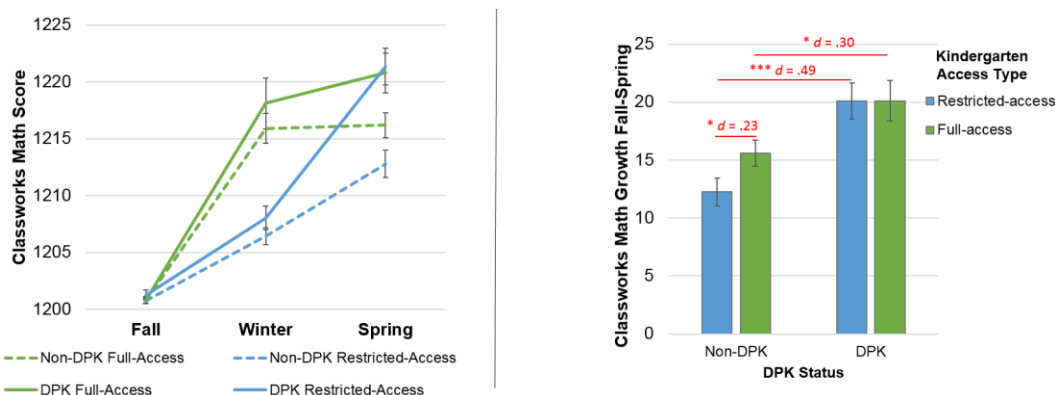 Classworks Math Score
1225
1220
1215
1210
1205
1200
Fall Winter Spring
Non-DPK Full-Access
Non-DPK Restricted-Access
DPK Full-Access
DPK Restricted-Access
Classworks Math Growth Fall-Spring
25
20
15
10
5
0
* d = .30
*** d = .49
* d = .23
Non-DPK DPK
DPK Status
Kindergarten
Access Type
Restricted-access
Full-access